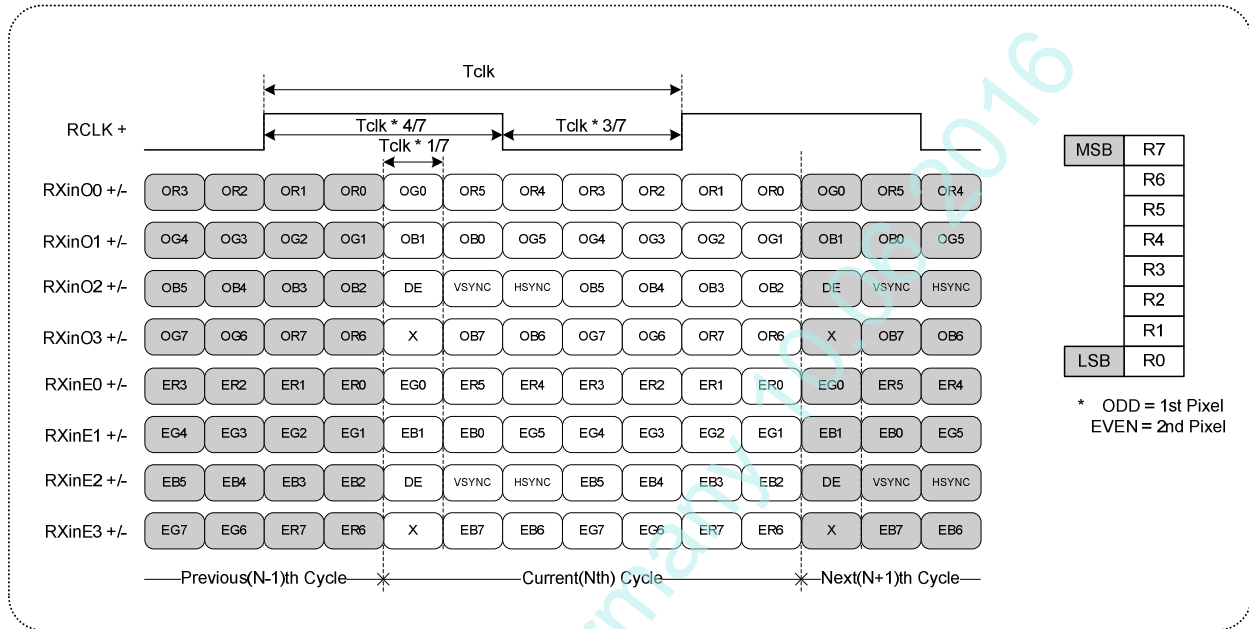 Tclk
RCLK +
Tclk * 4/7
Tclk * 3/7
Tclk * 1/7
RXinO0 +/- OR3 OR2 OR1 OR0 OG0 OR5 OR4 OR3 OR2 OR1 OR0 OG0 OR5 OR4
RXinO1 +/- OG4 OG3 OG2 OG1 OB1 OB0 OG5 OG4 OG3 OG2 OG1 OB1 OB0 OG5
RXinO2 +/- OB5 OB4 OB3 OB2 DE VSYNC HSYNC OB5 OB4 OB3 OB2 DE VSYNC HSYNC
RXinO3 +/- OG7 OG6 OR7 OR6 X OB7 OB6 OG7 OG6 OR7 OR6 X OB7 OB6
RXinE0 +/- ER3 ER2 ER1 ER0 EG0 ER5 ER4 ER3 ER2 ER1 ER0 EG0 ER5 ER4
RXinE1 +/- EG4 EG3 EG2 EG1 EB1 EB0 EG5 EG4 EG3 EG2 EG1 EB1 EB0 EG5
RXinE2 +/- EB5 EB4 EB3 EB2 DE VSYNC HSYNC EB5 EB4 EB3 EB2 DE VSYNC HSYNC
RXinE3 +/- EG7 EG6 ER7 ER6 X EB7 EB6 EG7 EG6 ER7 ER6 X EB7 EB6
Previous(N-1)th Cycle Current(Nth) Cycle Next(N+1)th Cycle
MSB R7
R6
R5
R4
R3
R2
R1
LSB R0
* ODD = 1st Pixel
EVEN = 2nd Pixel
10.06.2016